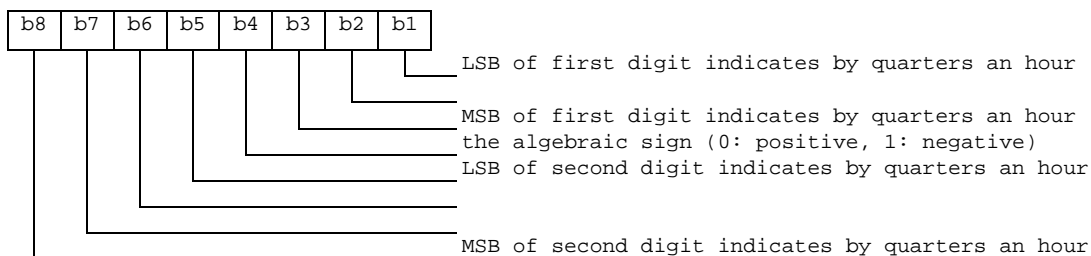 b8 b7 b6 b5 b4 b3 b2 b1
LSB of first digit indicates by quarters an hour
MSB of first digit indicates by quarters an hour
the algebraic sign (0: positive, 1: negative)
LSB of second digit indicates by quarters an hour
MSB of second digit indicates by quarters an hour